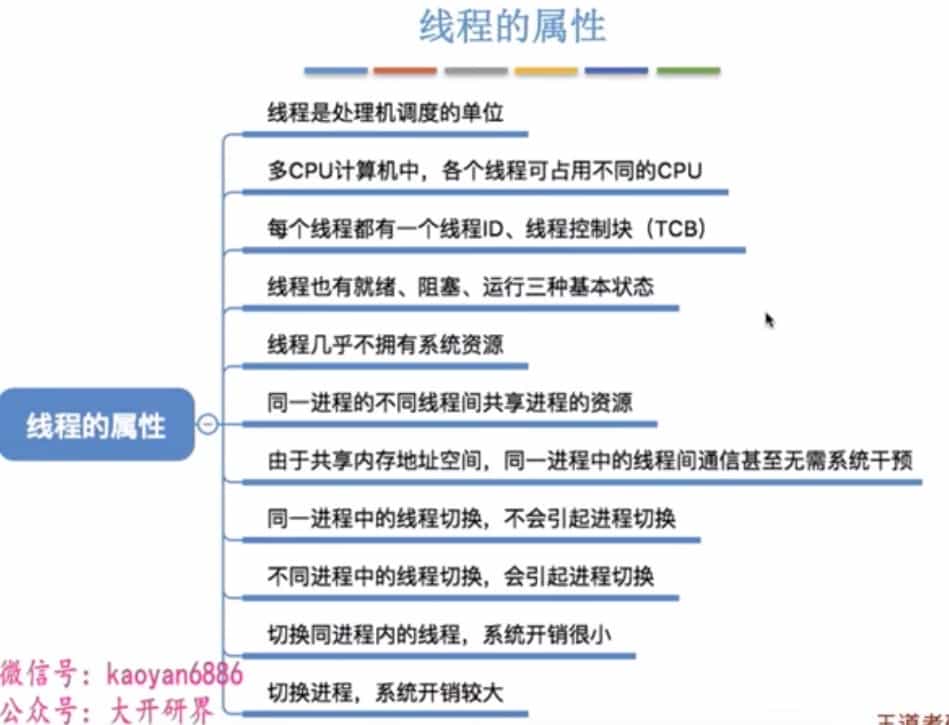 线程的属性
线程是处理机调度的单位
多CPU计算机中，各个线程可占用不同的CPU
每个线程都有一个线程ID、线程控制块（TCB）
线程也有就绪、阻塞、运行三种基本状态
线程几乎不拥有系统资源
线程的属性
同一进程的不同线程间共享进程的资源
由于共享内存地址空间，同一进程中的线程间通信甚至无需系统干预
同一进程中的线程切换，不会引起进程切换
不同进程中的线程切换，会引起进程切换
切换同进程内的线程，系统开销很小
切换进程，系统开销较大
微信号：kaoyan6886
公众号：大开研界